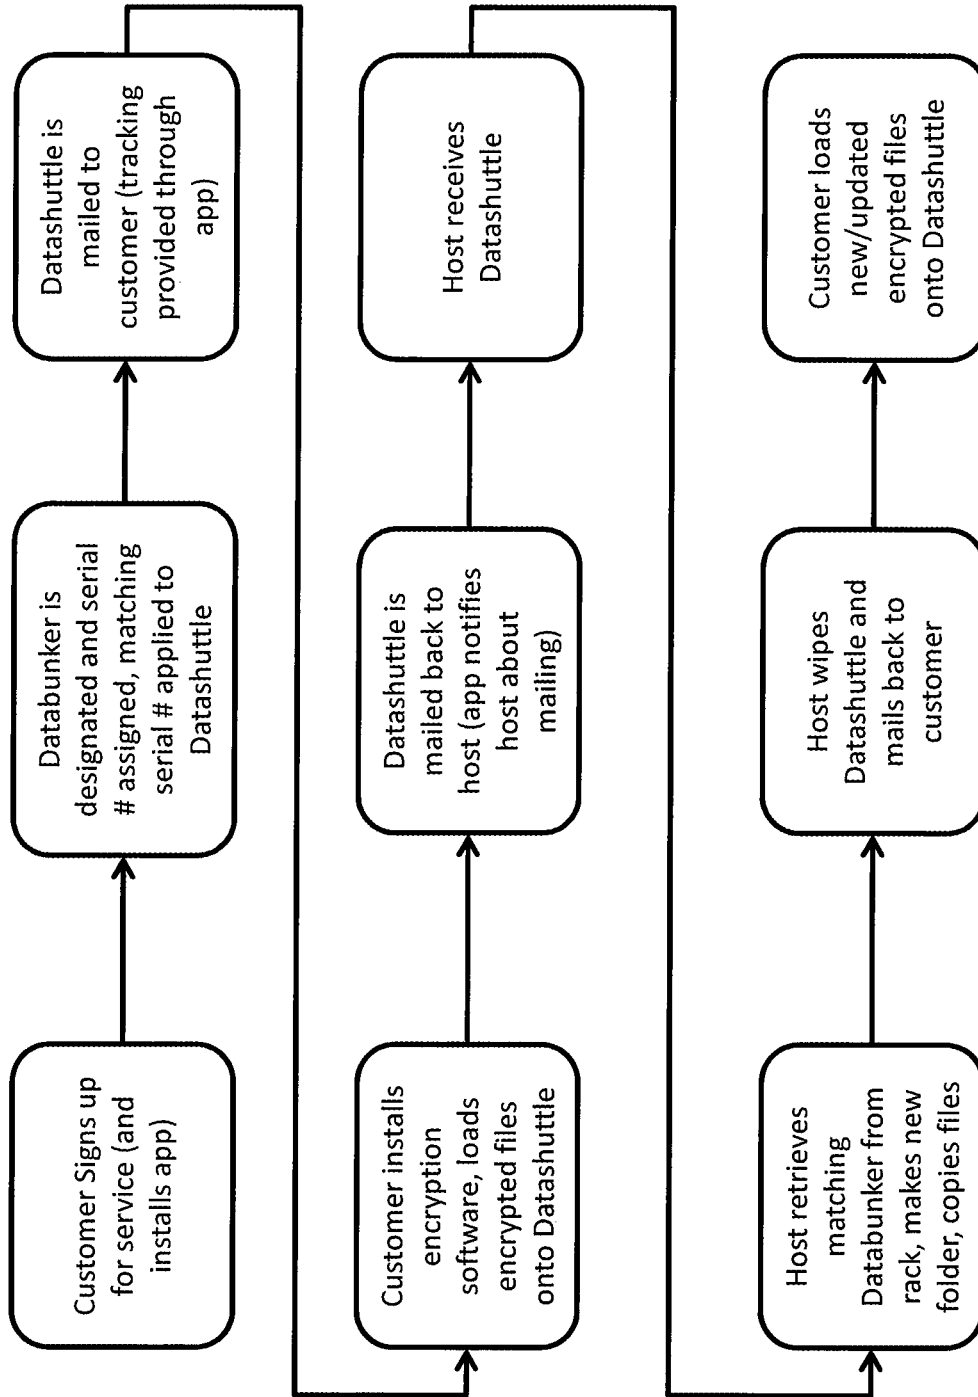 Customer Signs up
for service (and
installs app)
Databunker is
designated and serial
# assigned, matching
serial # applied to
Datashuttle
Datashuttle is
mailed to
customer (tracking
provided through
app)
Customer installs
encryption
software, loads
encrypted files
onto Datashuttle
Datashuttle is
mailed back to
host (app notifies
host about
mailing)
Host receives
Datashuttle
Host retrieves
matching
Databunker from
rack, makes new
folder, copies files
Host wipes
Datashuttle and
mails back to
customer
Customer loads
new/updated
encrypted files
onto Datashuttle